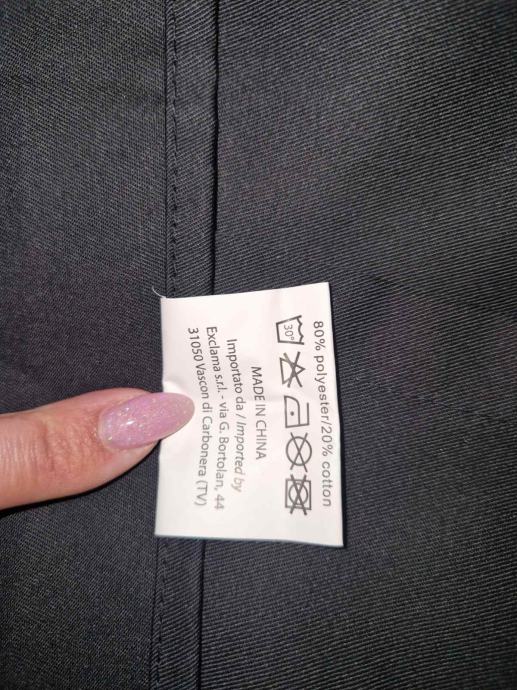 80% polyester/20% cotton
30°
MADE IN CHINA
Importato da / Imported by
Exclama s.r.l. - via G. Bortolan, 44
31050 Vascon di Carbonera (TV)